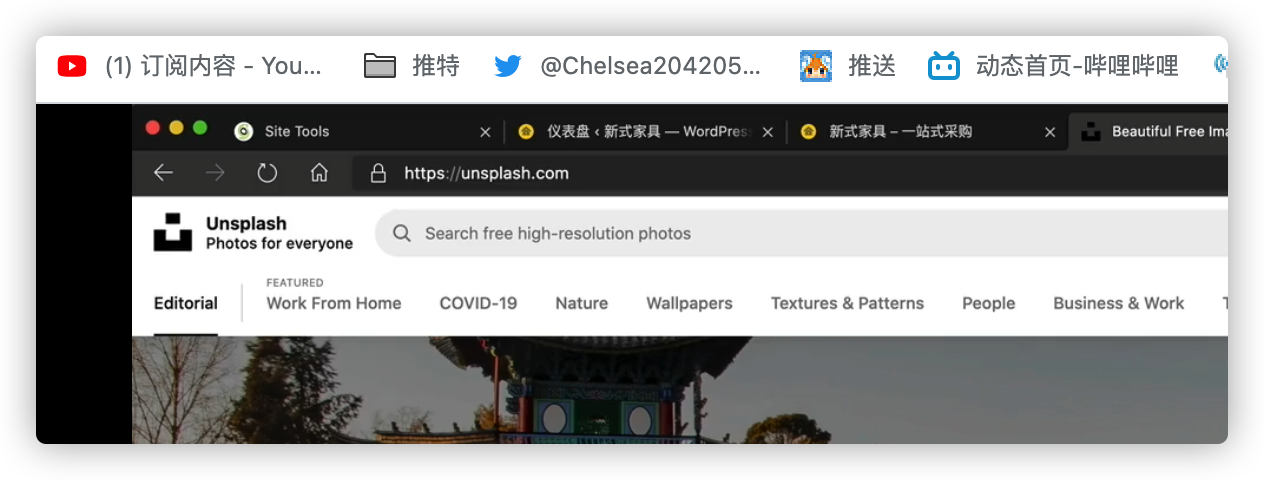 (1) 订阅内容 - You... 推特 @Chelsea204205... 推送 动态首页-哔哩哔哩
Site Tools 仪表盘 ‹ 新式家具 — WordPress 新式家具 – 一站式采购 Beautiful Free Ima
https://unsplash.com
Unsplash
Photos for everyone
Search free high-resolution photos
FEATURED
Editorial Work From Home COVID-19 Nature Wallpapers Textures & Patterns People Business & Work T